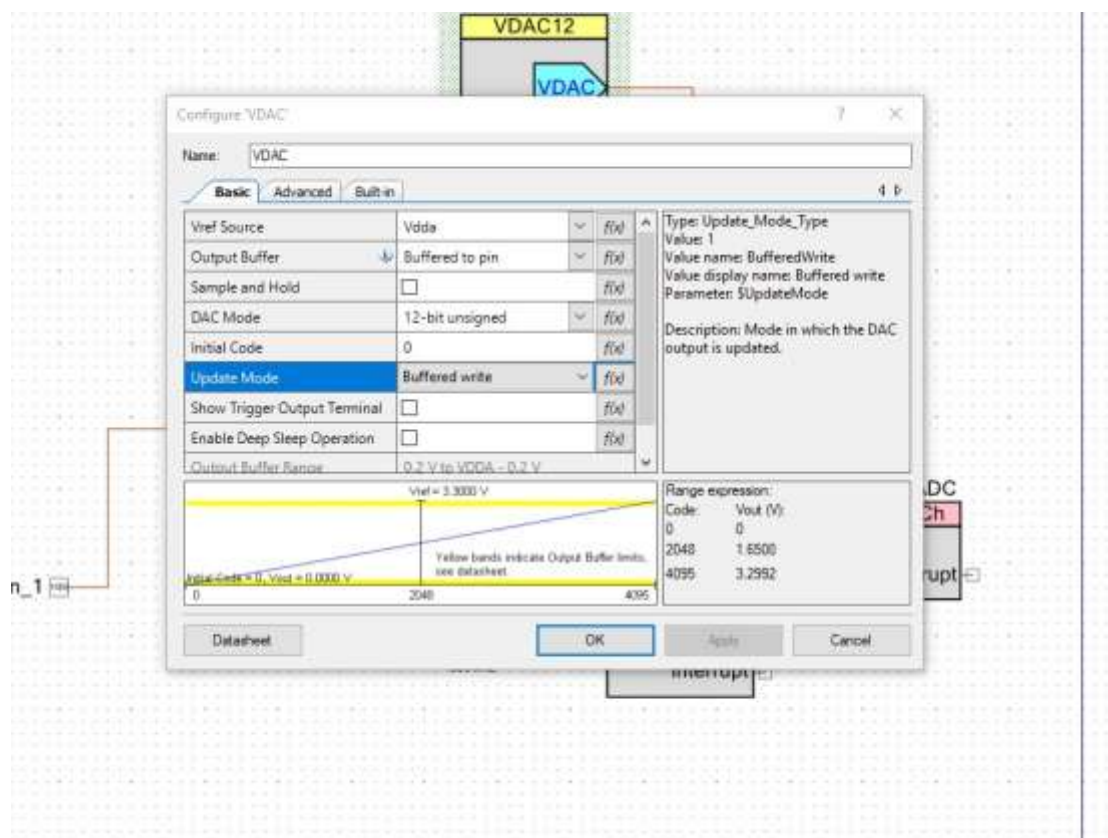 VDAC12
VDAC
Configure 'VDAC'
Name: VDAC
Basic Advanced Built-in
Vref Source Vdda f(x)
Output Buffer Buffered to pin f(x)
Sample and Hold f(x)
DAC Mode 12-bit unsigned f(x)
Initial Code 0 f(x)
Update Mode Buffered write f(x)
Show Trigger Output Terminal f(x)
Enable Deep Sleep Operation f(x)
Output Buffer Range 0.2 V to VDDA - 0.2 V
Type: Update_Mode_Type
Value: 1
Value name: BufferedWrite
Value display name: Buffered write
Parameter: $UpdateMode
Description: Mode in which the DAC
output is updated.
Vref = 3.3000 V
Yellow bands indicate Output Buffer limits,
see datasheet.
Initial Code = 0, Vout = 0.0000 V
0 2048 4095
Range expression:
Code: Vout (V):
0 0
2048 1.6500
4095 3.2992
Datasheet OK Apply Cancel
n_1
DC
Ch
rupt
Interrupt